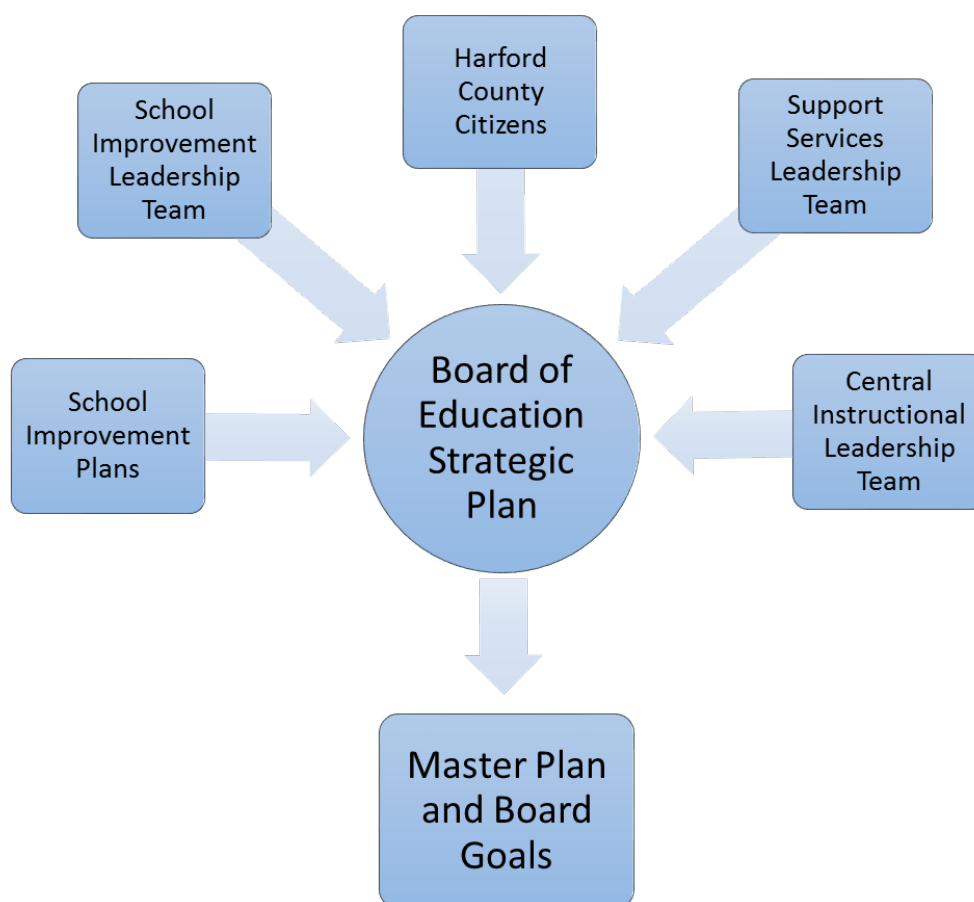 Harford
County
Citizens
School
Improvement
Leadership
Team
Support
Services
Leadership
Team
School
Improvement
Plans
Board of
Education
Strategic
Plan
Central
Instructional
Leadership
Team
Master Plan
and Board
Goals